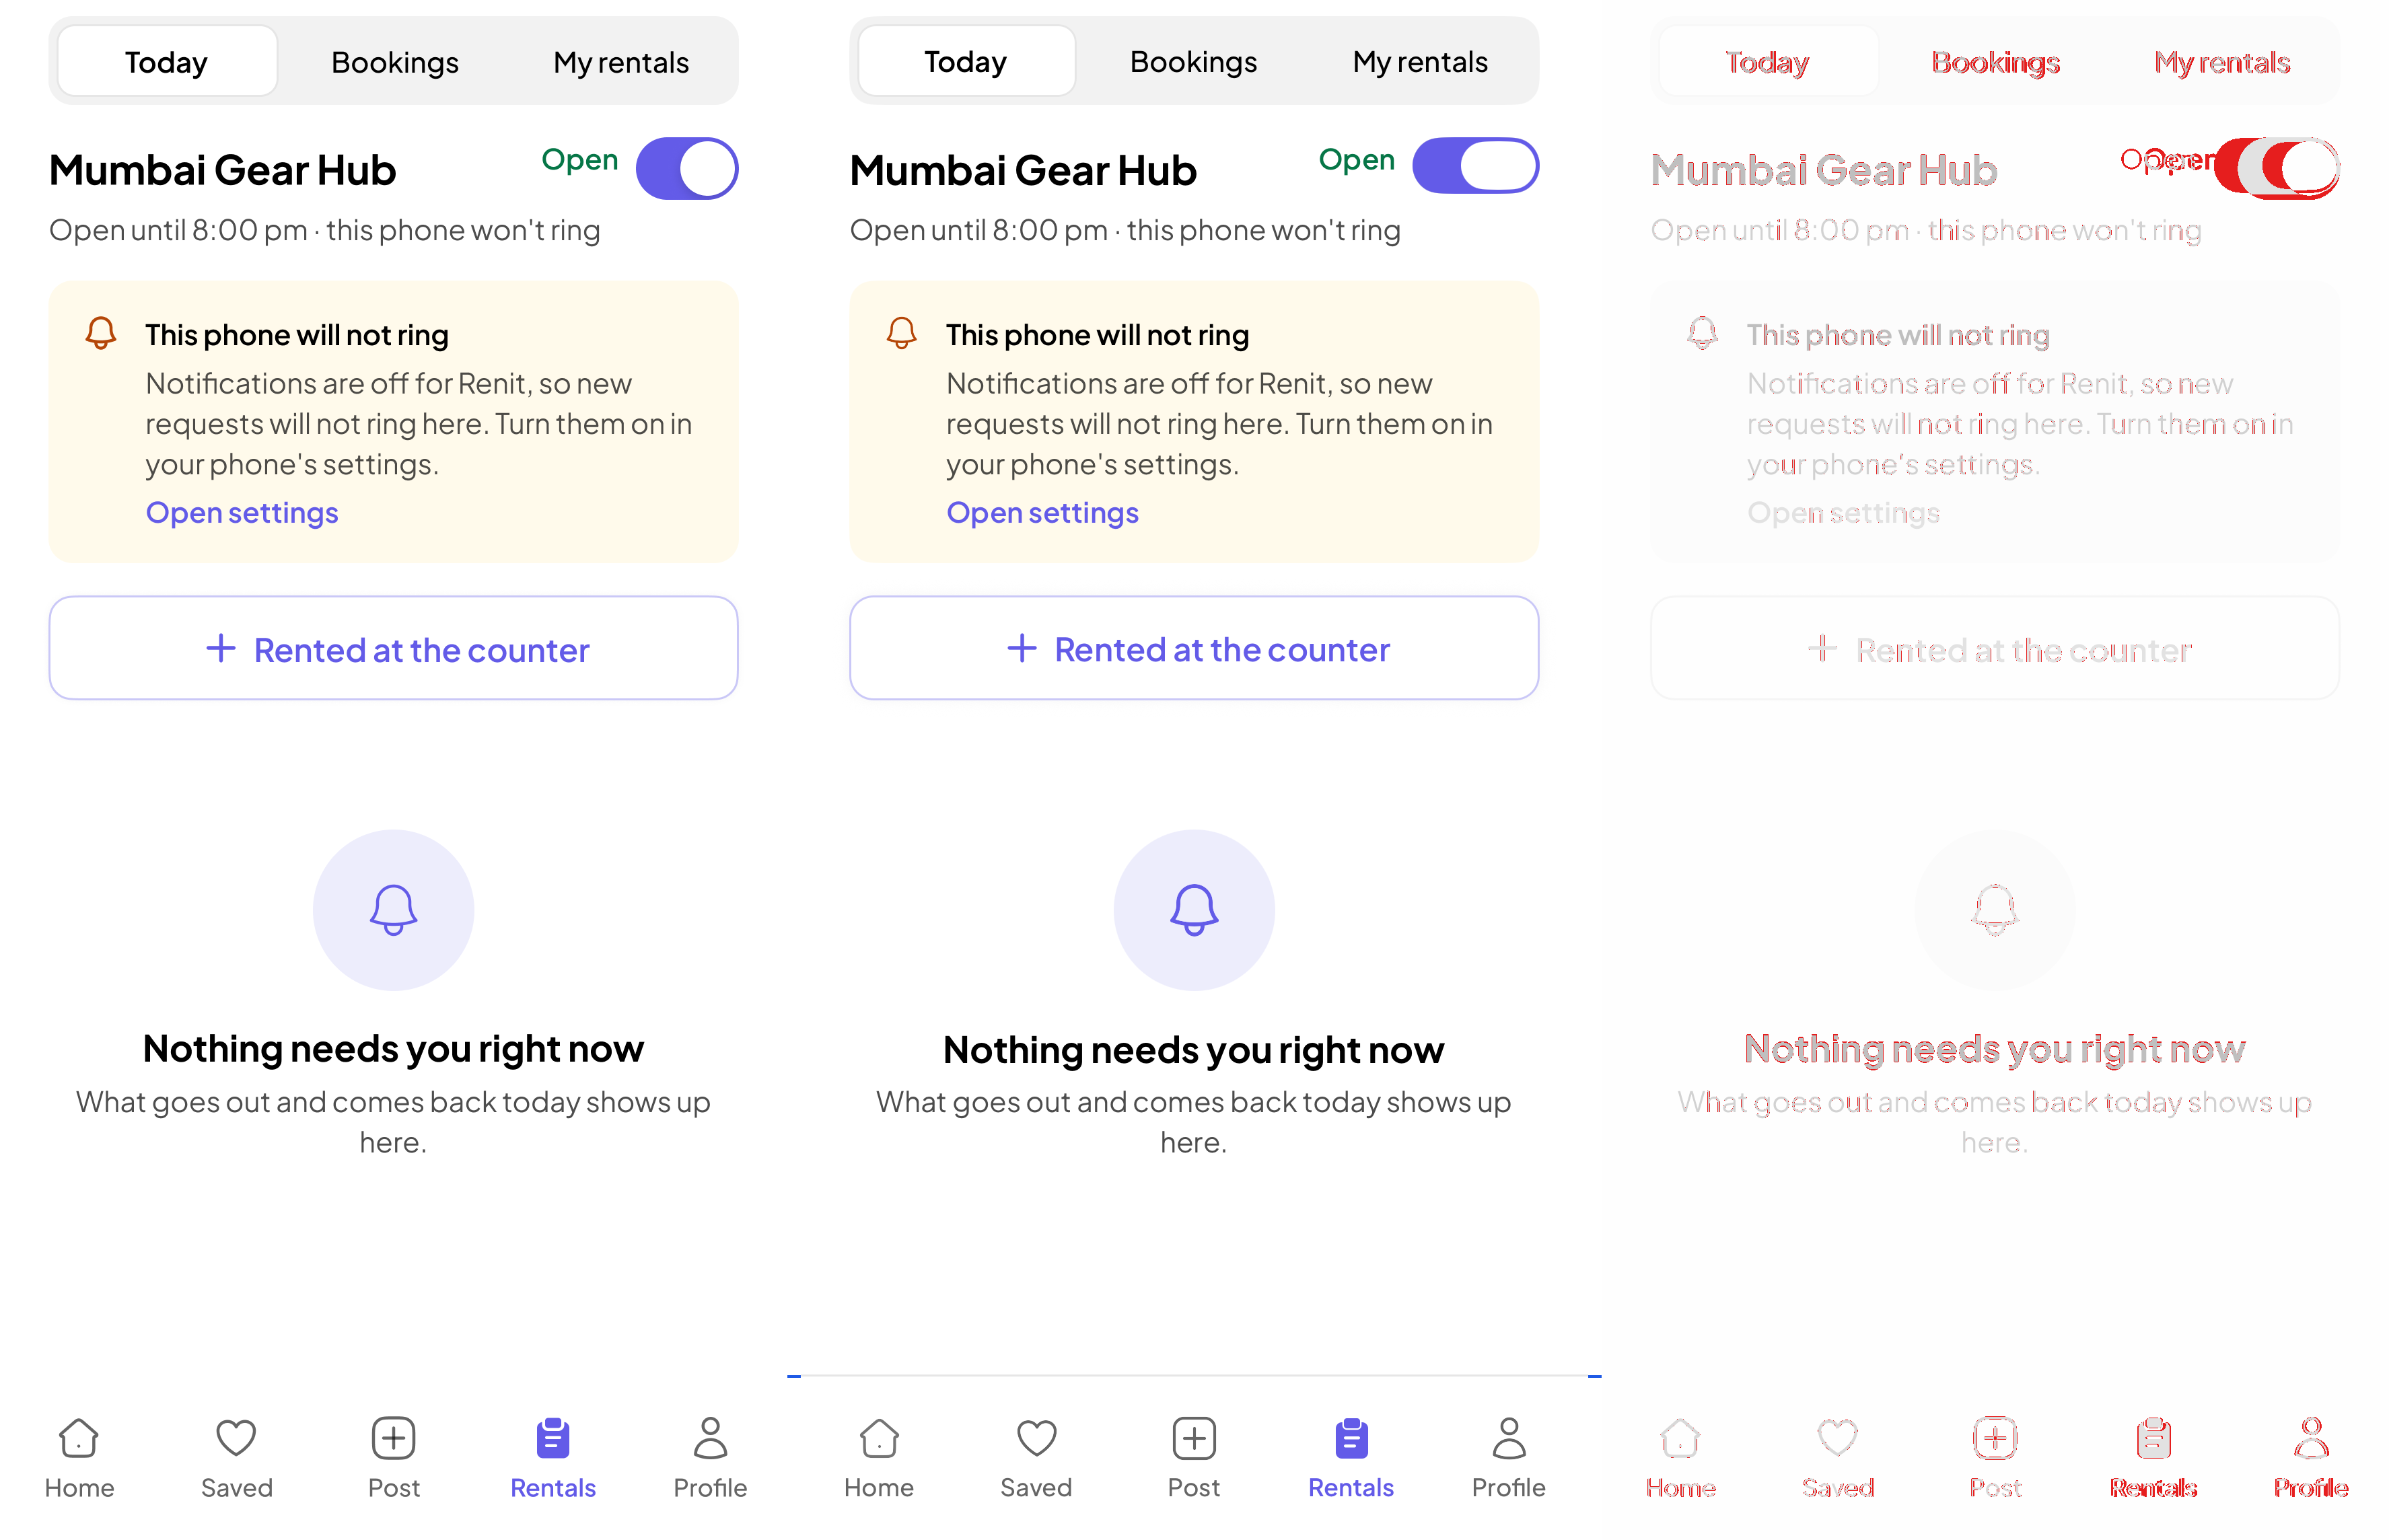 Today Bookings My rentals
Mumbai Gear Hub Open
Open until 8:00 pm · this phone won't ring
This phone will not ring
Notifications are off for Renit, so new
requests will not ring here. Turn them on in
your phone's settings.
Open settings
Rented at the counter
Nothing needs you right now
What goes out and comes back today shows up
here.
Home Saved Post Rentals Profile
Today Bookings My rentals
Mumbai Gear Hub Open
Open until 8:00 pm · this phone won't ring
This phone will not ring
Notifications are off for Renit, so new
requests will not ring here. Turn them on in
your phone's settings.
Open settings
Rented at the counter
Nothing needs you right now
What goes out and comes back today shows up
here.
Home Saved Post Rentals Profile
Today Bookings My rentals
Mumbai Gear Hub
Open until 8:00 pm · this phone won't ring
This phone will not ring
Notifications are off for Renit, so new
requests will not ring here. Turn them on in
your phone's settings.
Open settings
Rented at the counter
Nothing needs you right now
What goes out and comes back today shows up
here.
Home Saved Post Rentals Profile